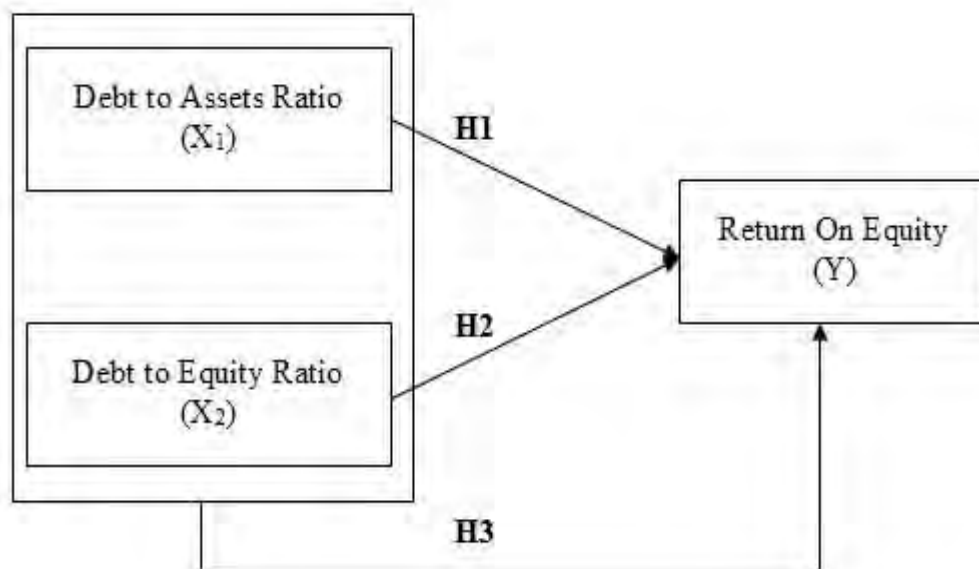 Debt to Assets Ratio
(X₁)
H1
Return On Equity
(Y)
H2
Debt to Equity Ratio
(X₂)
H3